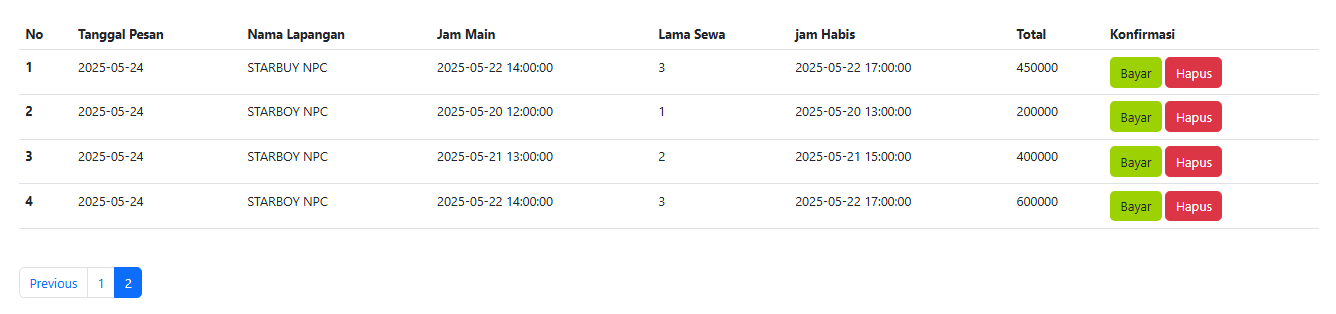 No Tanggal Pesan Nama Lapangan Jam Main Lama Sewa jam Habis Total Konfirmasi
1 2025-05-24 STARBUY NPC 2025-05-22 14:00:00 3 2025-05-22 17:00:00 450000 Bayar Hapus
2 2025-05-24 STARBOY NPC 2025-05-20 12:00:00 1 2025-05-20 13:00:00 200000 Bayar Hapus
3 2025-05-24 STARBOY NPC 2025-05-21 13:00:00 2 2025-05-21 15:00:00 400000 Bayar Hapus
4 2025-05-24 STARBOY NPC 2025-05-22 14:00:00 3 2025-05-22 17:00:00 600000 Bayar Hapus
Previous 1 2